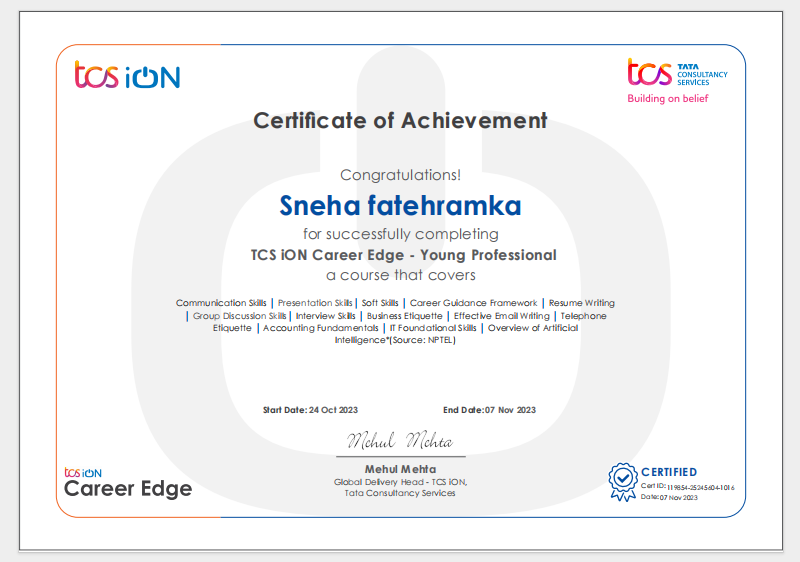 tcs iON
tcs TATA CONSULTANCY SERVICES
Building on belief
Certificate of Achievement
Congratulations!
Sneha fatehramka
for successfully completing
TCS iON Career Edge - Young Professional
a course that covers
Communication Skills | Presentation Skills | Soft Skills | Career Guidance Framework | Resume Writing
| Group Discussion Skills | Interview Skills | Business Etiquette | Effective Email Writing | Telephone
Etiquette | Accounting Fundamentals | IT Foundational Skills | Overview of Artificial
Intelligence*(Source: NPTEL)
Start Date: 24 Oct 2023 End Date: 07 Nov 2023
Mehul Mehta
Mehul Mehta
Global Delivery Head - TCS iON,
Tata Consultancy Services
tcs iON
Career Edge
CERTIFIED
Cert ID: 119854-25245604-1016
Date: 07 Nov 2023